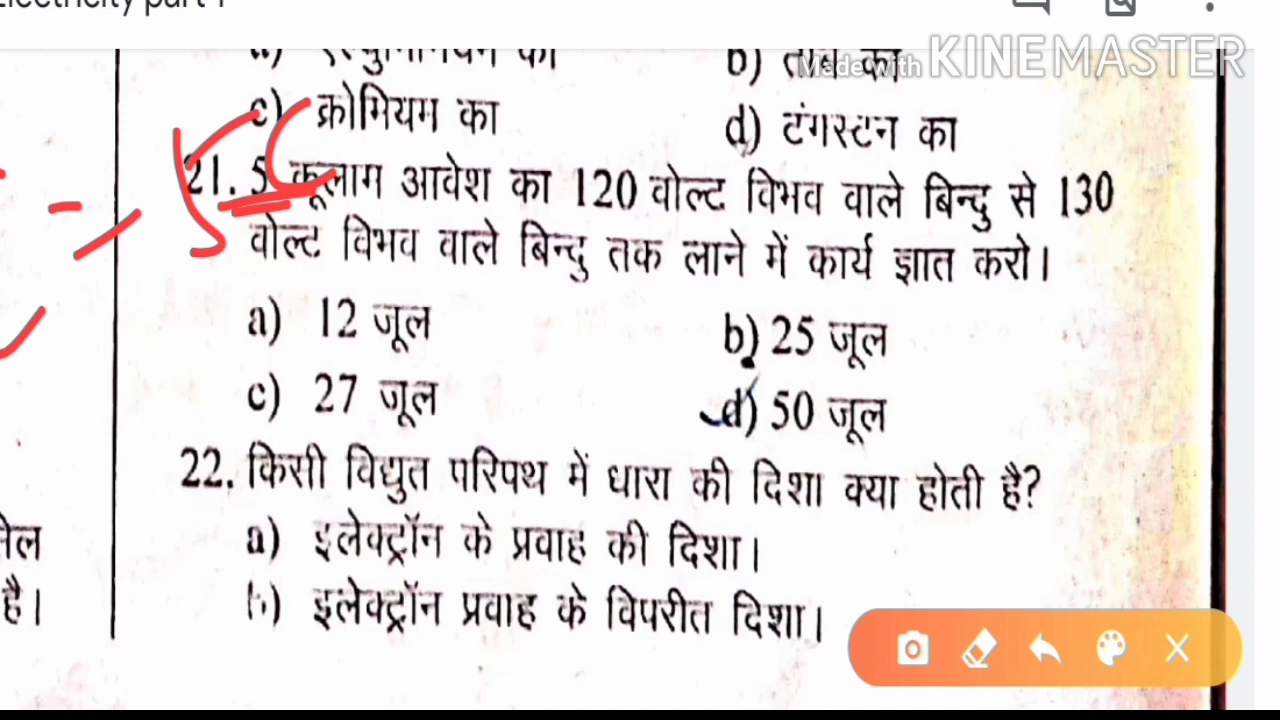 Electricity part 1
Made with KINEMASTER
b) तांबे का
c) क्रोमियम का
d) टंगस्टन का
21. 5 कूलाम आवेश का 120 वोल्ट विभव वाले बिन्दु से 130
वोल्ट विभव वाले बिन्दु तक लाने में कार्य ज्ञात करो।
a) 12 जूल
b) 25 जूल
c) 27 जूल
d) 50 जूल
22. किसी विद्युत परिपथ में धारा की दिशा क्या होती है?
a) इलेक्ट्रॉन के प्रवाह की दिशा।
b) इलेक्ट्रॉन प्रवाह के विपरीत दिशा।
है।